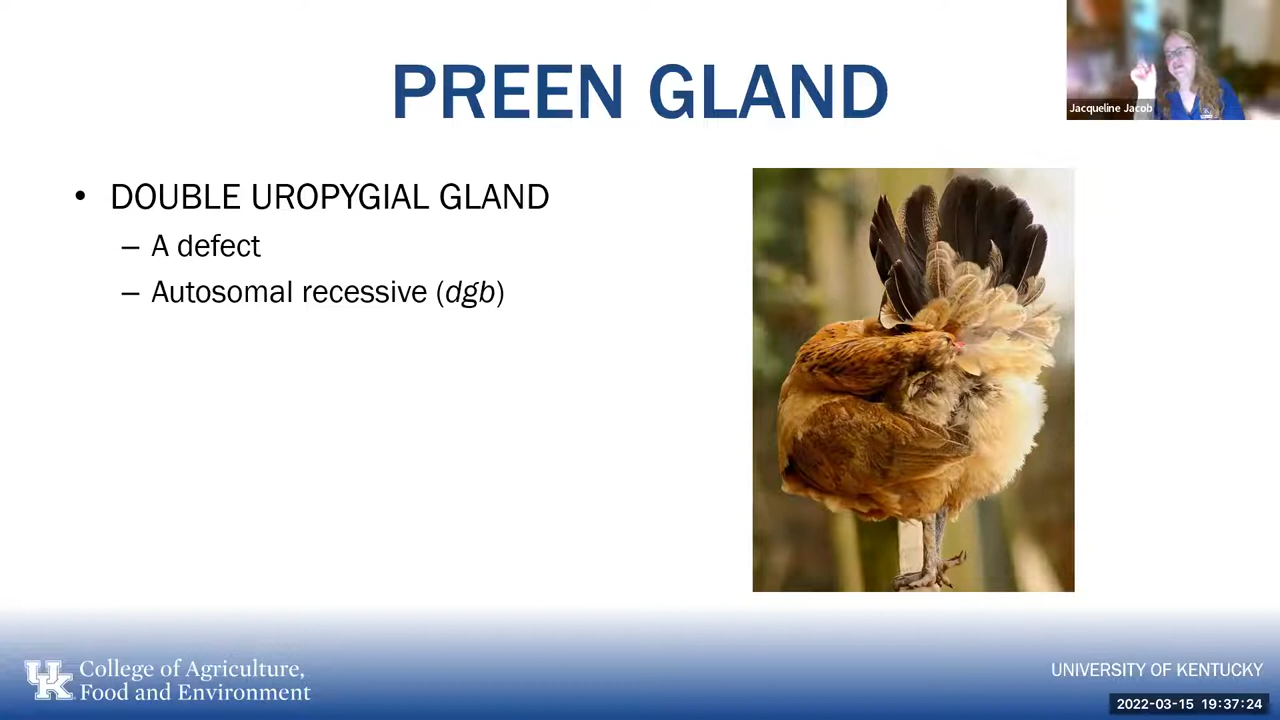 PREEN GLAND
Jacqueline Jacob
• DOUBLE UROPYGIAL GLAND
– A defect
– Autosomal recessive (dgb)
UK
College of Agriculture,
Food and Environment
UNIVERSITY OF KENTUCKY
2022-03-15 19:37:24